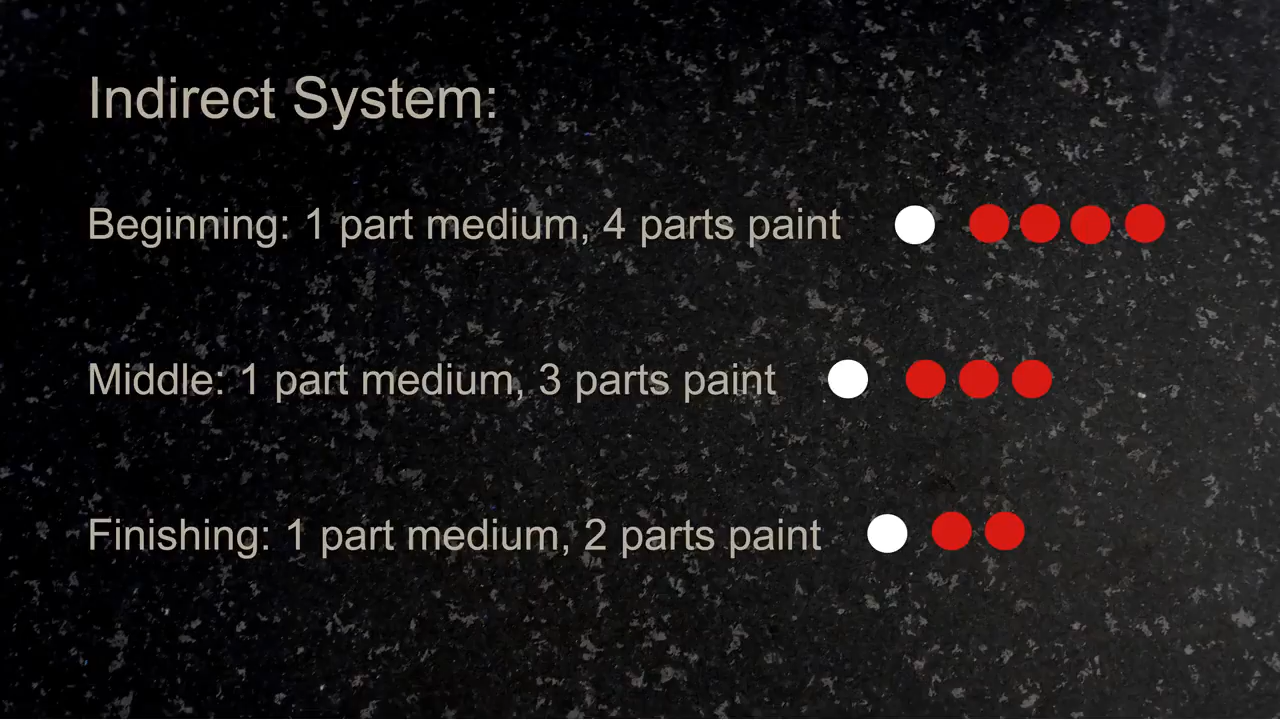 Indirect System:
Beginning: 1 part medium, 4 parts paint
Middle: 1 part medium, 3 parts paint
Finishing: 1 part medium, 2 parts paint